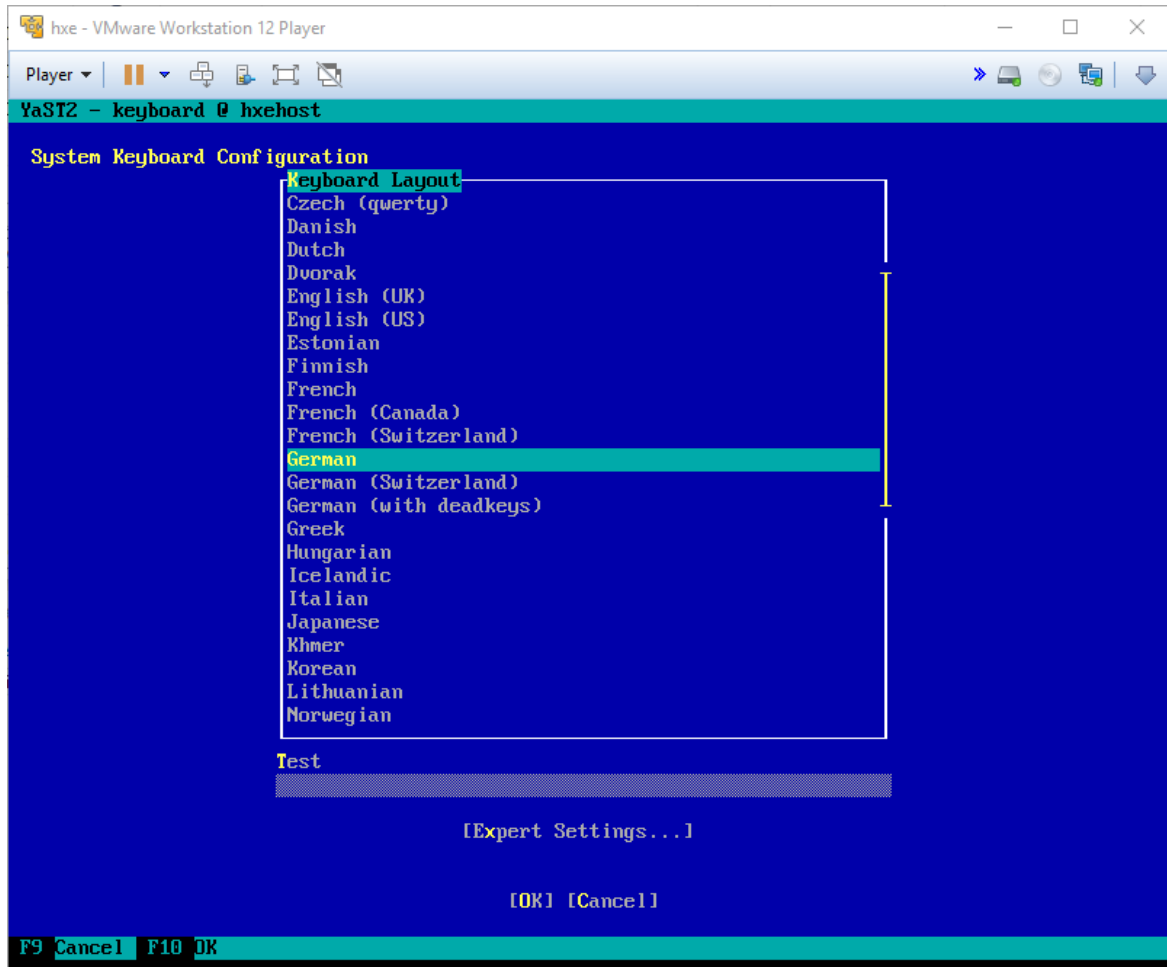 hxe - VMware Workstation 12 Player
Player
YaST2 - keyboard @ hxehost
System Keyboard Configuration
Keyboard Layout
Czech (qwerty)
Danish
Dutch
Dvorak
English (UK)
English (US)
Estonian
Finnish
French
French (Canada)
French (Switzerland)
German
German (Switzerland)
German (with deadkeys)
Greek
Hungarian
Icelandic
Italian
Japanese
Khmer
Korean
Lithuanian
Norwegian
Test
[Expert Settings...]
[OK] [Cancel]
F9 Cancel F10 OK